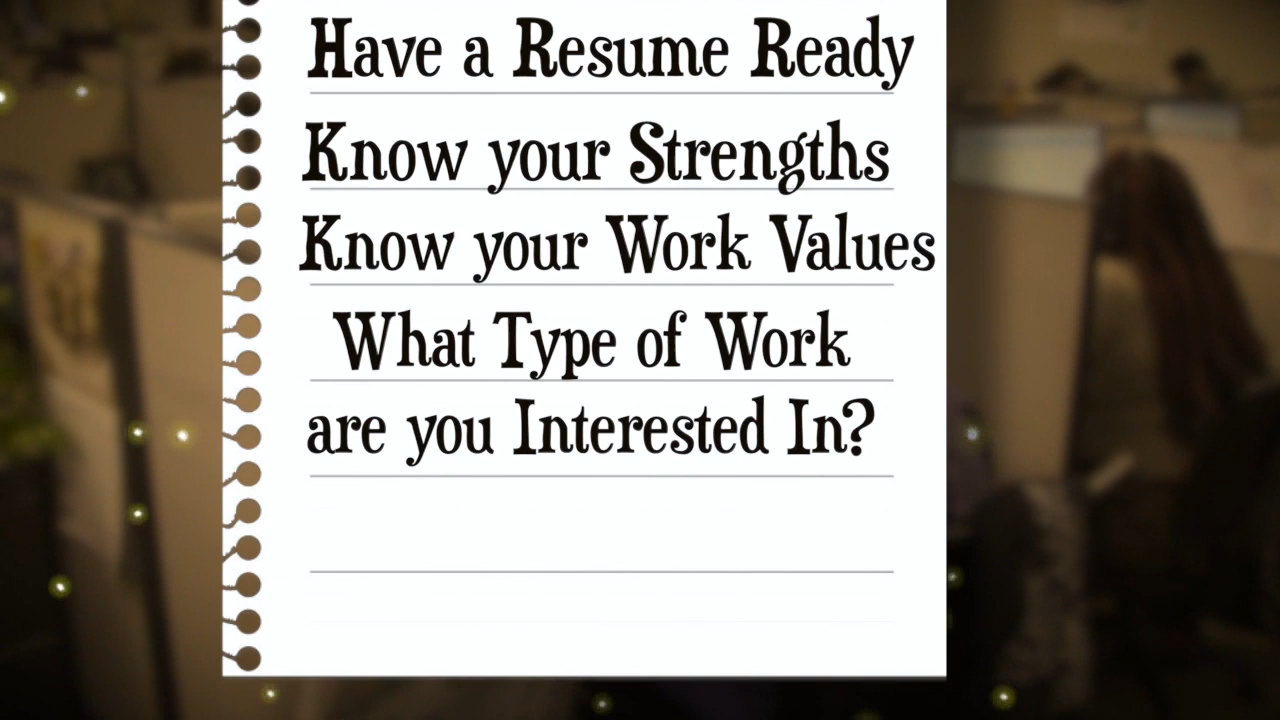 Have a Resume Ready
Know your Strengths
Know your Work Values
What Type of Work
are you Interested In?